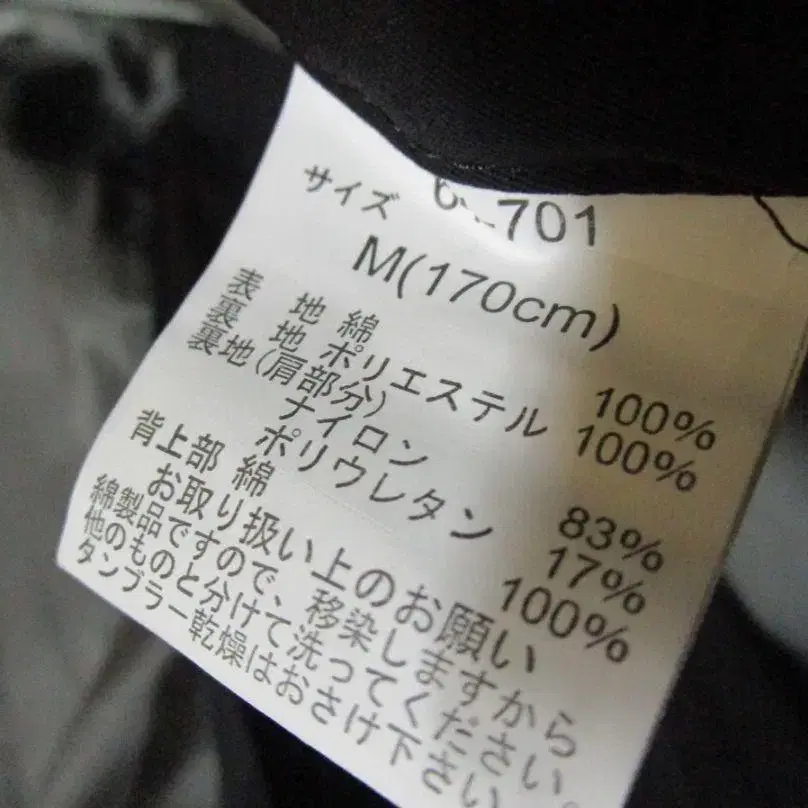 サイズ 701
M(170cm)
表 地 綿 100%
裏 地 ポリエステル 100%
裏地(肩部分)
ナイロン 83%
ポリウレタン 17%
背上部 綿 100%
お取り扱い上のお願い
綿製品ですので、移染しますから
他のものと分けて洗ってください。
タンブラー乾燥はおさけ下さい